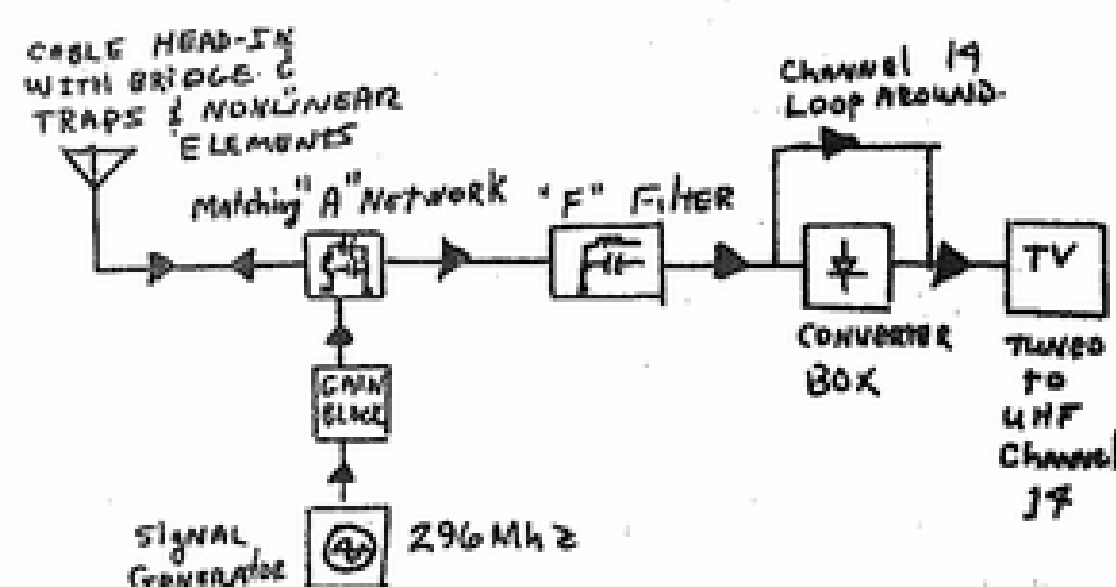 CABLE HEAD-IN
WITH BRIDGE
TRAPS & NONLINEAR
ELEMENTS
Matching "A" NETWORK
"F" FILTER
Channel 19
LOOP AROUND
GAIN
BLOCK
SIGNAL
GENERATOR
296 Mhz
CONVERTER
BOX
TV
TUNED
to
UHF
Channel